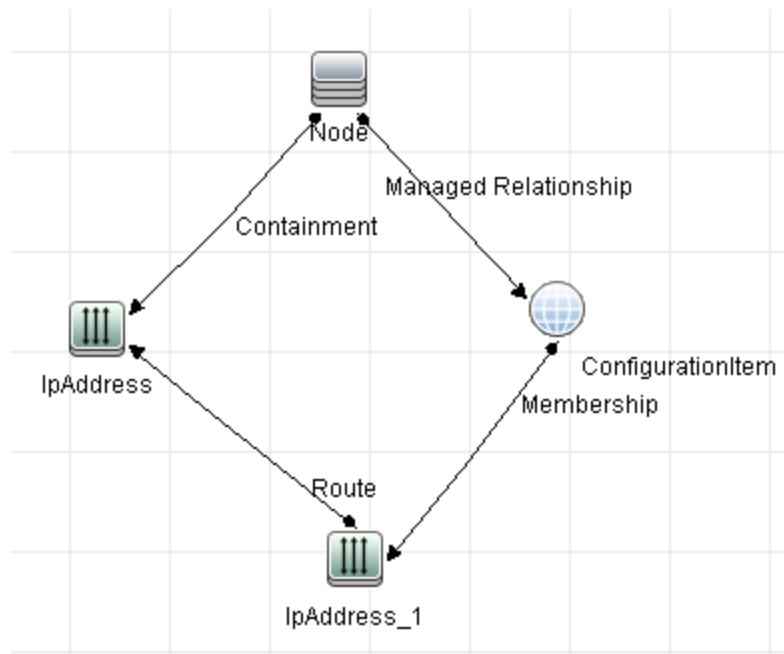 Node
Managed Relationship
Containment
ConfigurationItem
IpAddress
Membership
Route
IpAddress_1